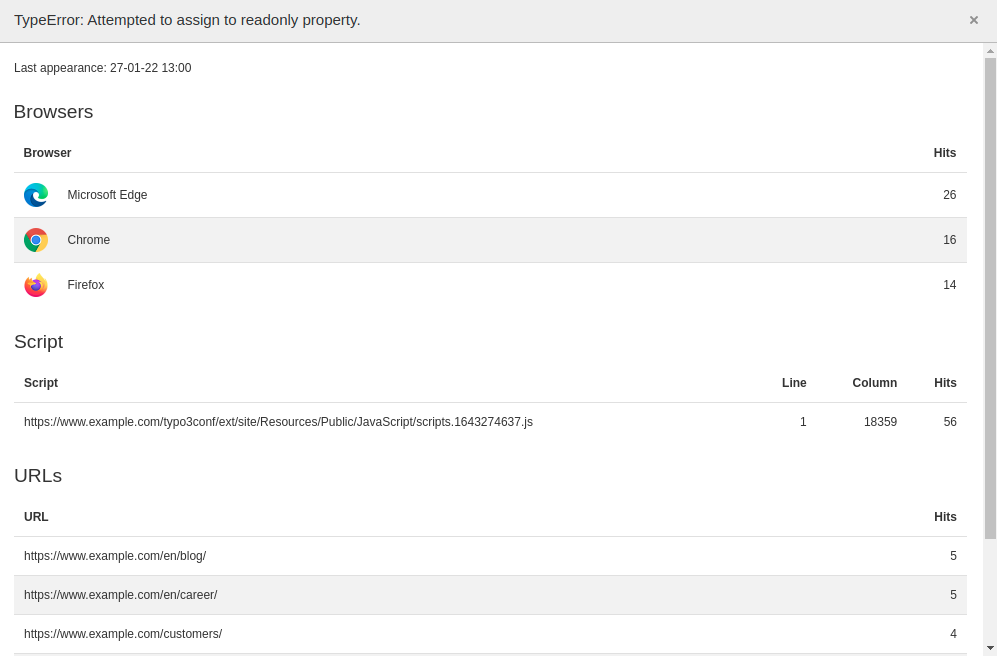 TypeError: Attempted to assign to readonly property. ×
Last appearance: 27-01-22 13:00
Browsers
Browser Hits
Microsoft Edge 26
Chrome 16
Firefox 14
Script
Script Line Column Hits
https://www.example.com/typo3conf/ext/site/Resources/Public/JavaScript/scripts.1643274637.js 1 18359 56
URLs
URL Hits
https://www.example.com/en/blog/ 5
https://www.example.com/en/career/ 5
https://www.example.com/customers/ 4